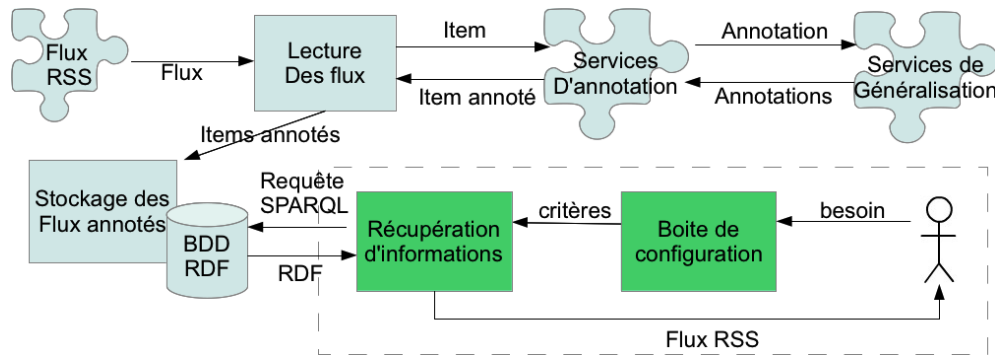 Flux
RSS
Flux
Lecture
Des flux
Item
Item annoté
Services
D'annotation
Annotation
Annotations
Services de
Généralisation
Items annotés
Stockage des
Flux annotés
BDD
RDF
Requête
SPARQL
RDF
Récupération
d'informations
critères
Boite de
configuration
besoin
Flux RSS